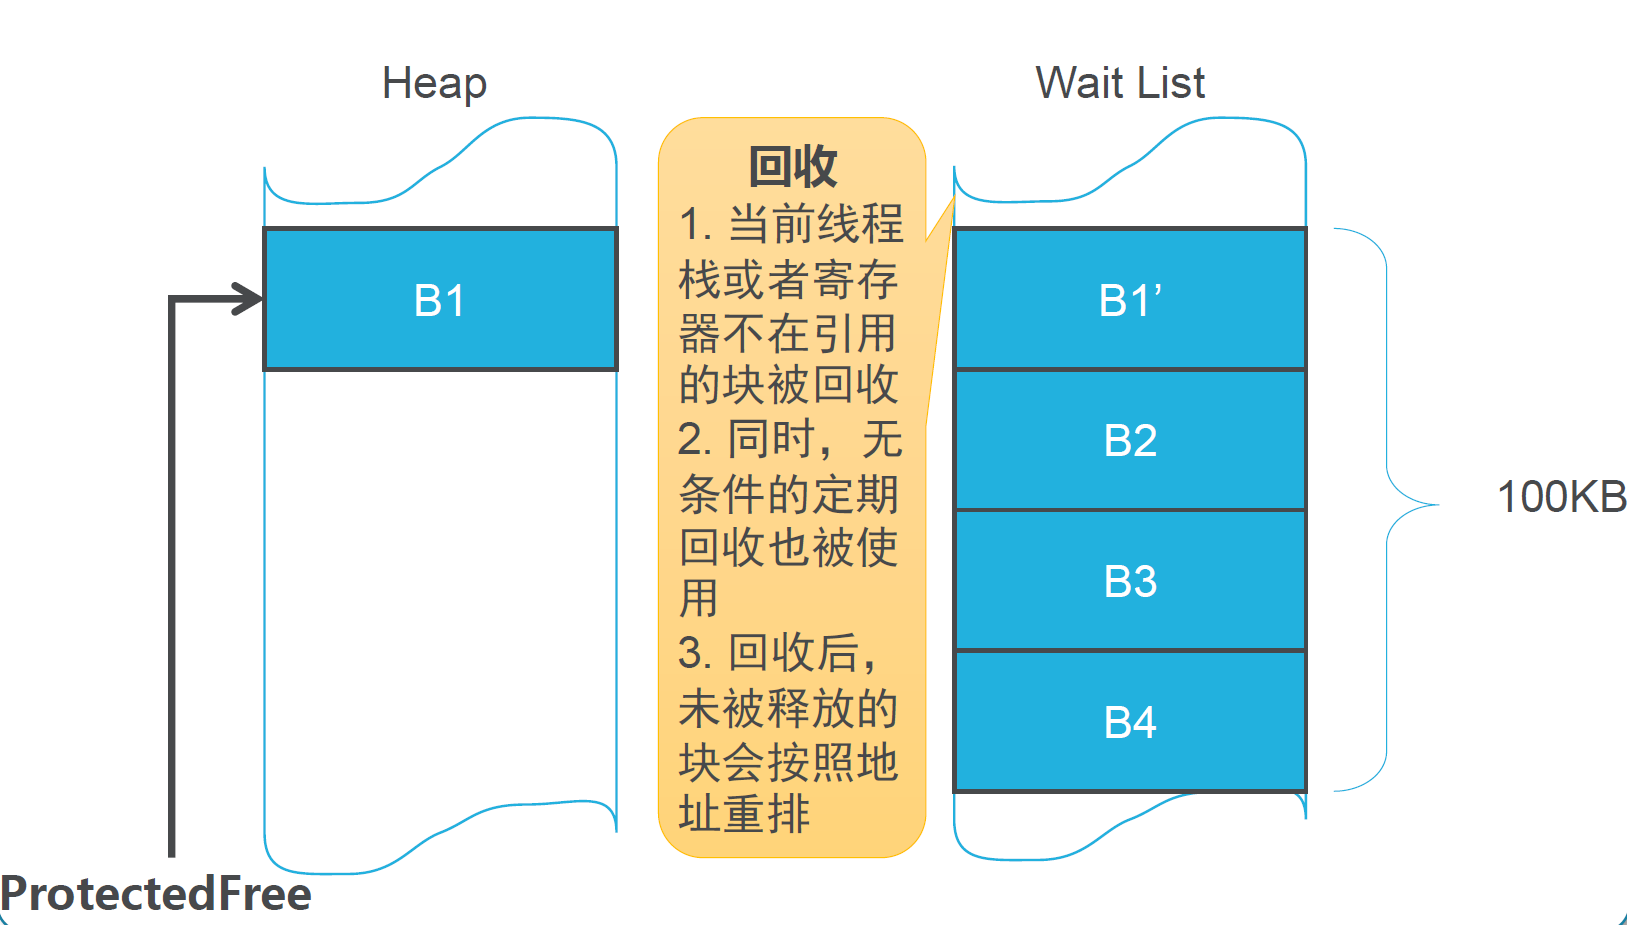 Heap
Wait List
回收
1. 当前线程
栈或者寄存
器不在引用
的块被回收
2. 同时，无
条件的定期
回收也被使
用
3. 回收后，
未被释放的
块会按照地
址重排
B1
B1’
B2
B3
B4
100KB
ProtectedFree